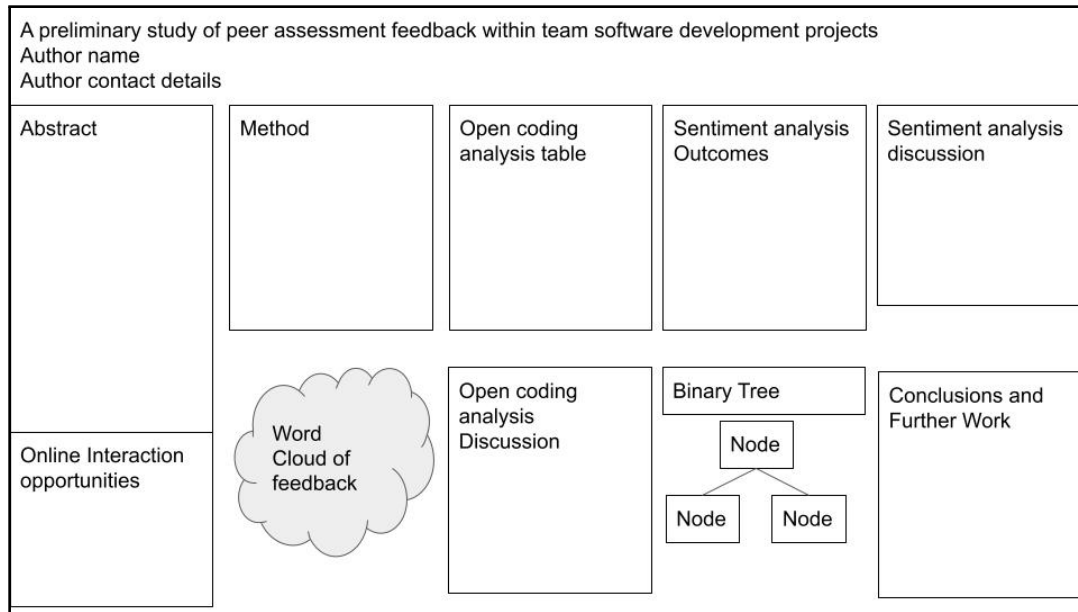 A preliminary study of peer assessment feedback within team software development projects
Author name
Author contact details
Abstract
Online Interaction
opportunities
Method
Word
Cloud of
feedback
Open coding
analysis table
Open coding
analysis
Discussion
Sentiment analysis
Outcomes
Binary Tree
Node
Node
Node
Sentiment analysis
discussion
Conclusions and
Further Work